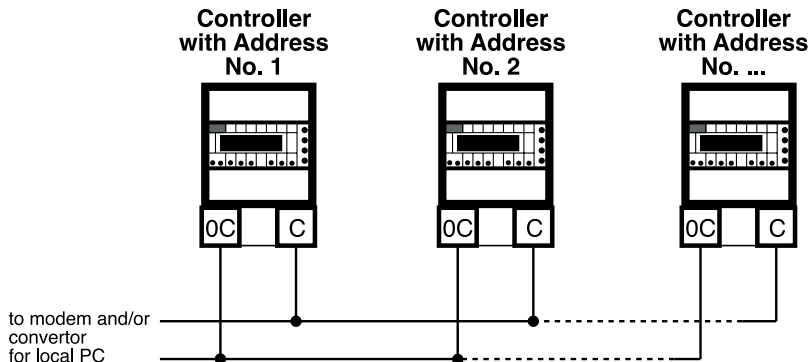 Controller
with Address
No. 1
Controller
with Address
No. 2
Controller
with Address
No. ...
0C
C
0C
C
0C
C
to modem and/or
convertor
for local PC